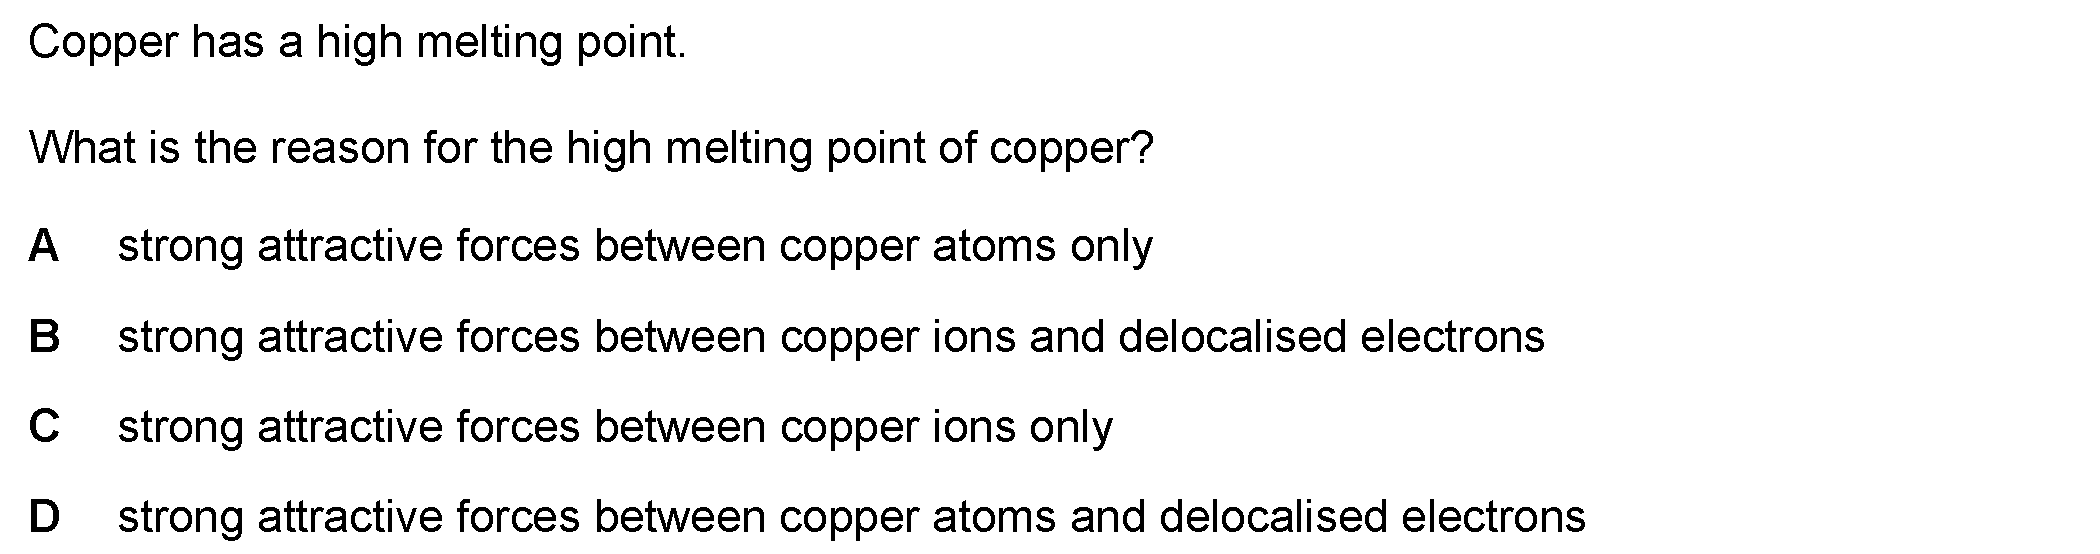 Copper has a high melting point.
What is the reason for the high melting point of copper?
A strong attractive forces between copper atoms only
B strong attractive forces between copper ions and delocalised electrons
C strong attractive forces between copper ions only
D strong attractive forces between copper atoms and delocalised electrons